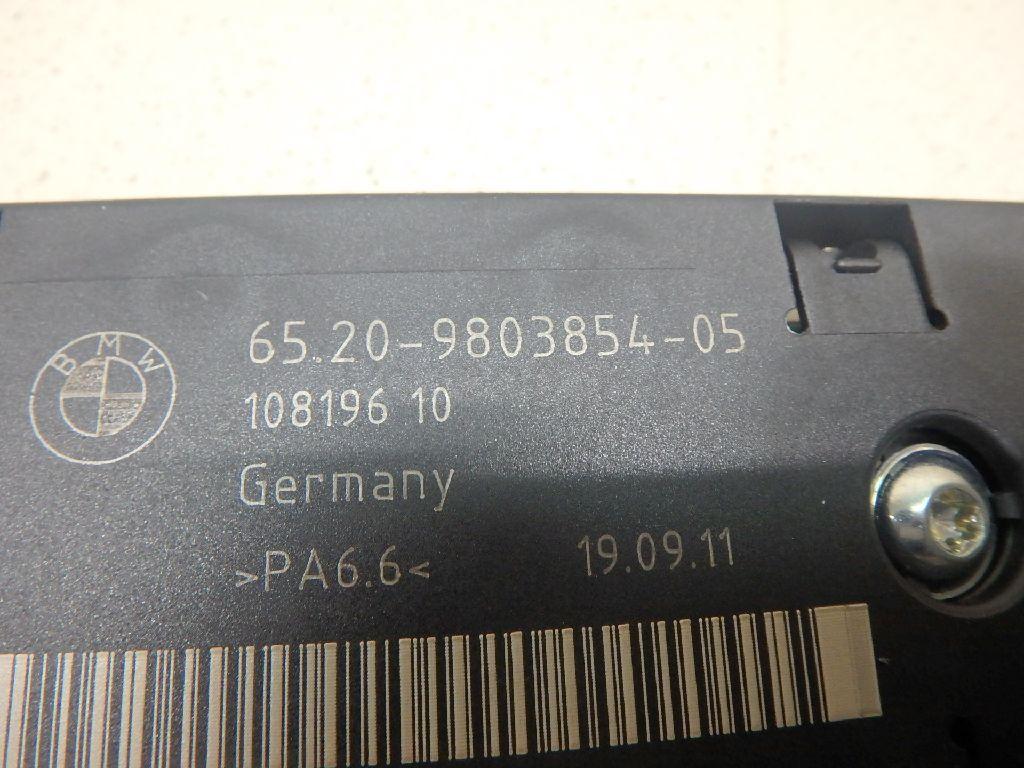 BMW
65.20-9803854-05
108196 10
Germany
>PA6.6<
19.09.11